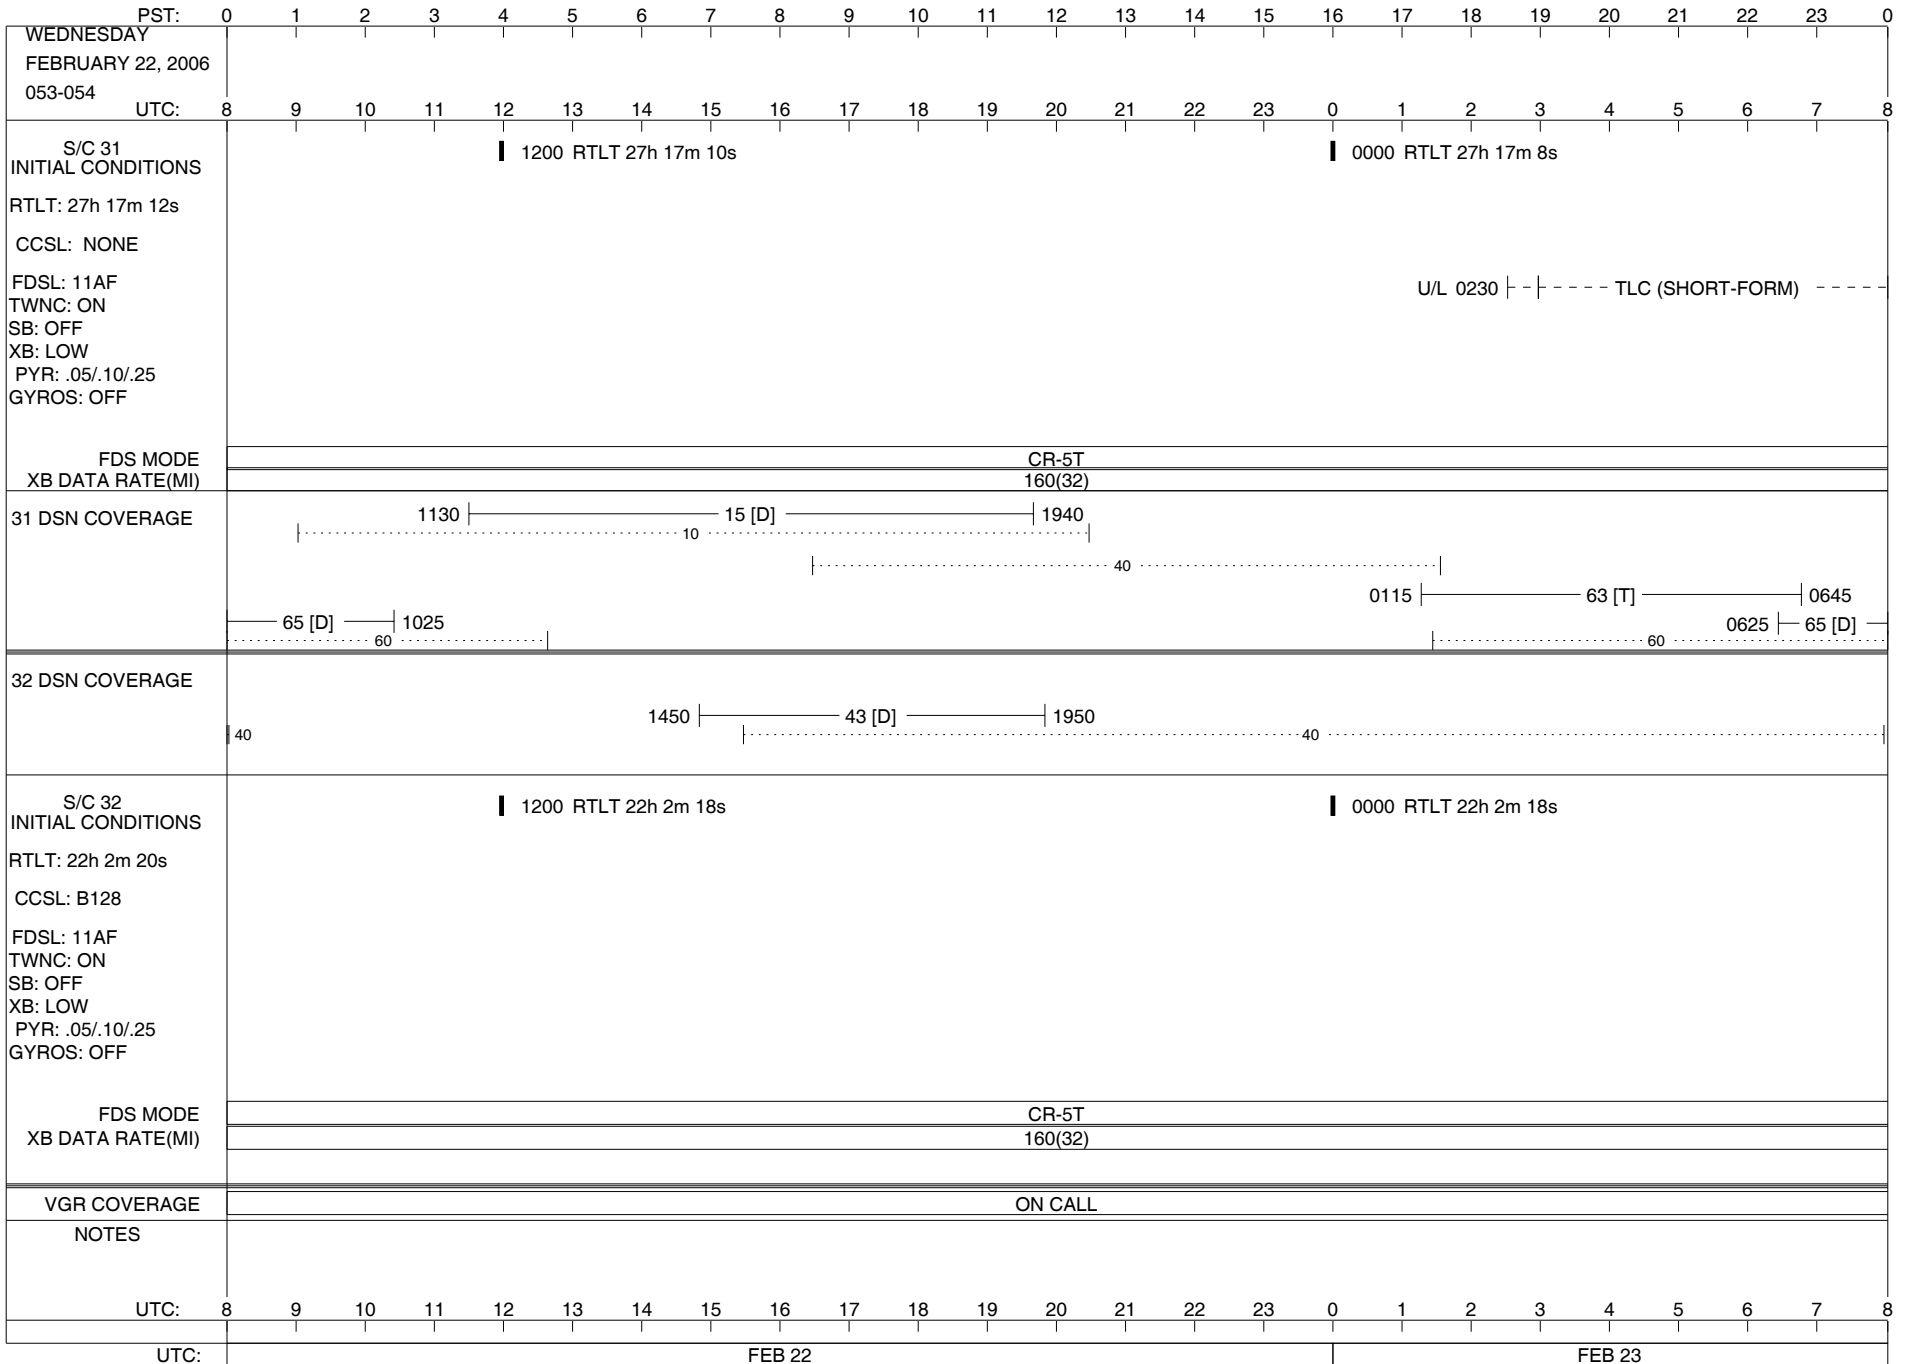 PST: 0 1 2 3 4 5 6 7 8 9 10 11 12 13 14 15 16 17 18 19 20 21 22 23 0
WEDNESDAY
FEBRUARY 22, 2006
053-054
UTC: 8 9 10 11 12 13 14 15 16 17 18 19 20 21 22 23 0 1 2 3 4 5 6 7 8
S/C 31
1200 RTLT 27h 17m 10s
0000 RTLT 27h 17m 8s
INITIAL CONDITIONS
RTLT: 27h 17m 12s
CCSL: NONE
FDSL: 11AF
U/L 0230 TLC (SHORT-FORM)
TWNC: ON
SB: OFF
XB: LOW
PYR: .05/.10/.25
GYROS: OFF
FDS MODE CR-5T
XB DATA RATE(MI) 160(32)
31 DSN COVERAGE 1130 15 [D] 1940
10
40
0115 63 [T] 0645
65 [D] 1025
0625 65 [D]
60
60
32 DSN COVERAGE
1450 43 [D] 1950
40
40
S/C 32
1200 RTLT 22h 2m 18s
0000 RTLT 22h 2m 18s
INITIAL CONDITIONS
RTLT: 22h 2m 20s
CCSL: B128
FDSL: 11AF
TWNC: ON
SB: OFF
XB: LOW
PYR: .05/.10/.25
GYROS: OFF
FDS MODE CR-5T
XB DATA RATE(MI) 160(32)
VGR COVERAGE ON CALL
NOTES
UTC: 8 9 10 11 12 13 14 15 16 17 18 19 20 21 22 23 0 1 2 3 4 5 6 7 8
UTC: FEB 22 FEB 23